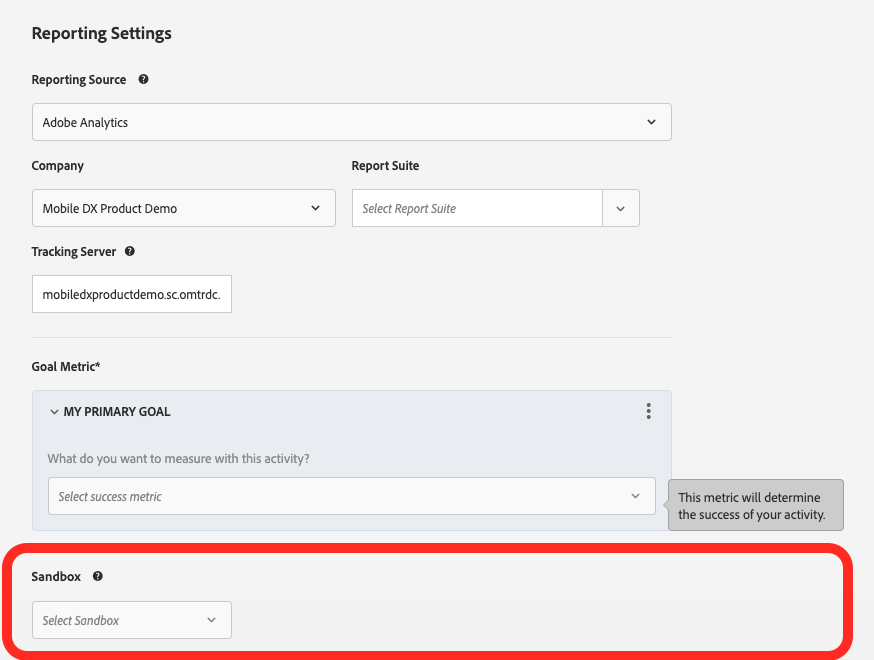 Reporting Settings
Reporting Source
Adobe Analytics
Company
Report Suite
Mobile DX Product Demo
Select Report Suite
Tracking Server
mobiledxproductdemo.sc.omtrdc.
Goal Metric*
MY PRIMARY GOAL
What do you want to measure with this activity?
Select success metric
This metric will determine
the success of your activity.
Sandbox
Select Sandbox